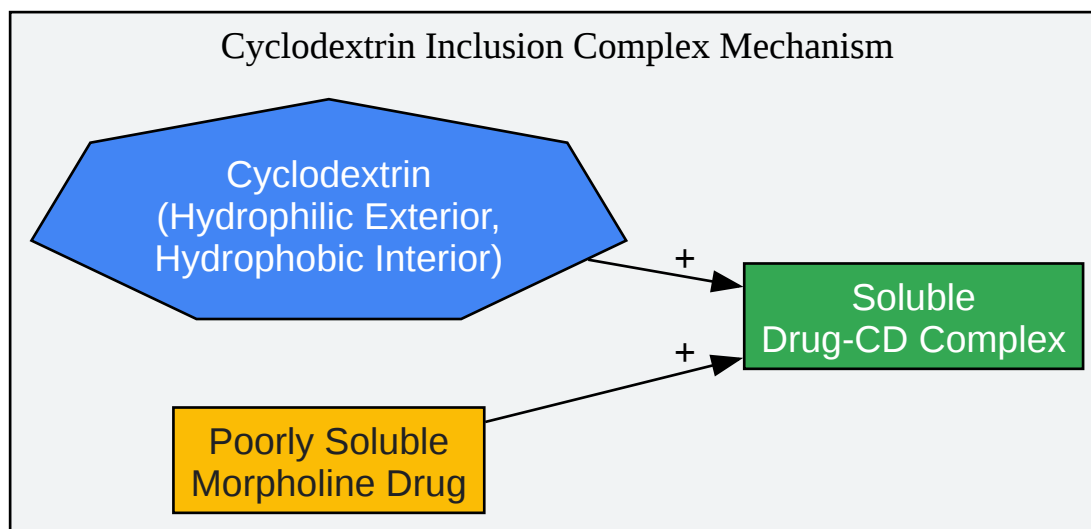 Cyclodextrin Inclusion Complex Mechanism
Cyclodextrin
(Hydrophilic Exterior,
Hydrophobic Interior)
+
Soluble
Drug-CD Complex
+
Poorly Soluble
Morpholine Drug